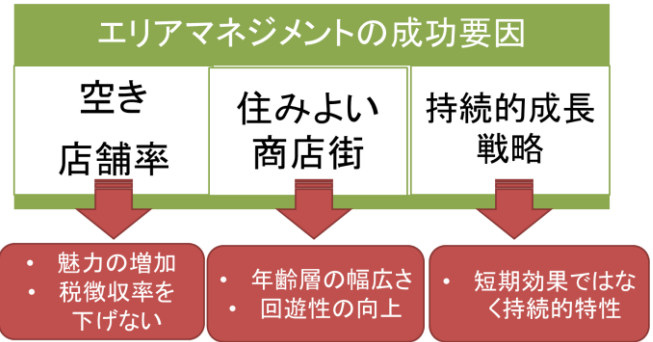 エリアマネジメントの成功要因
空き
店舗率
住みよい
商店街
持続的成長
戦略
• 魅力の増加
• 税徴収率を
下げない
• 年齢層の幅広さ
• 回遊性の向上
• 短期効果ではな
く持続的特性